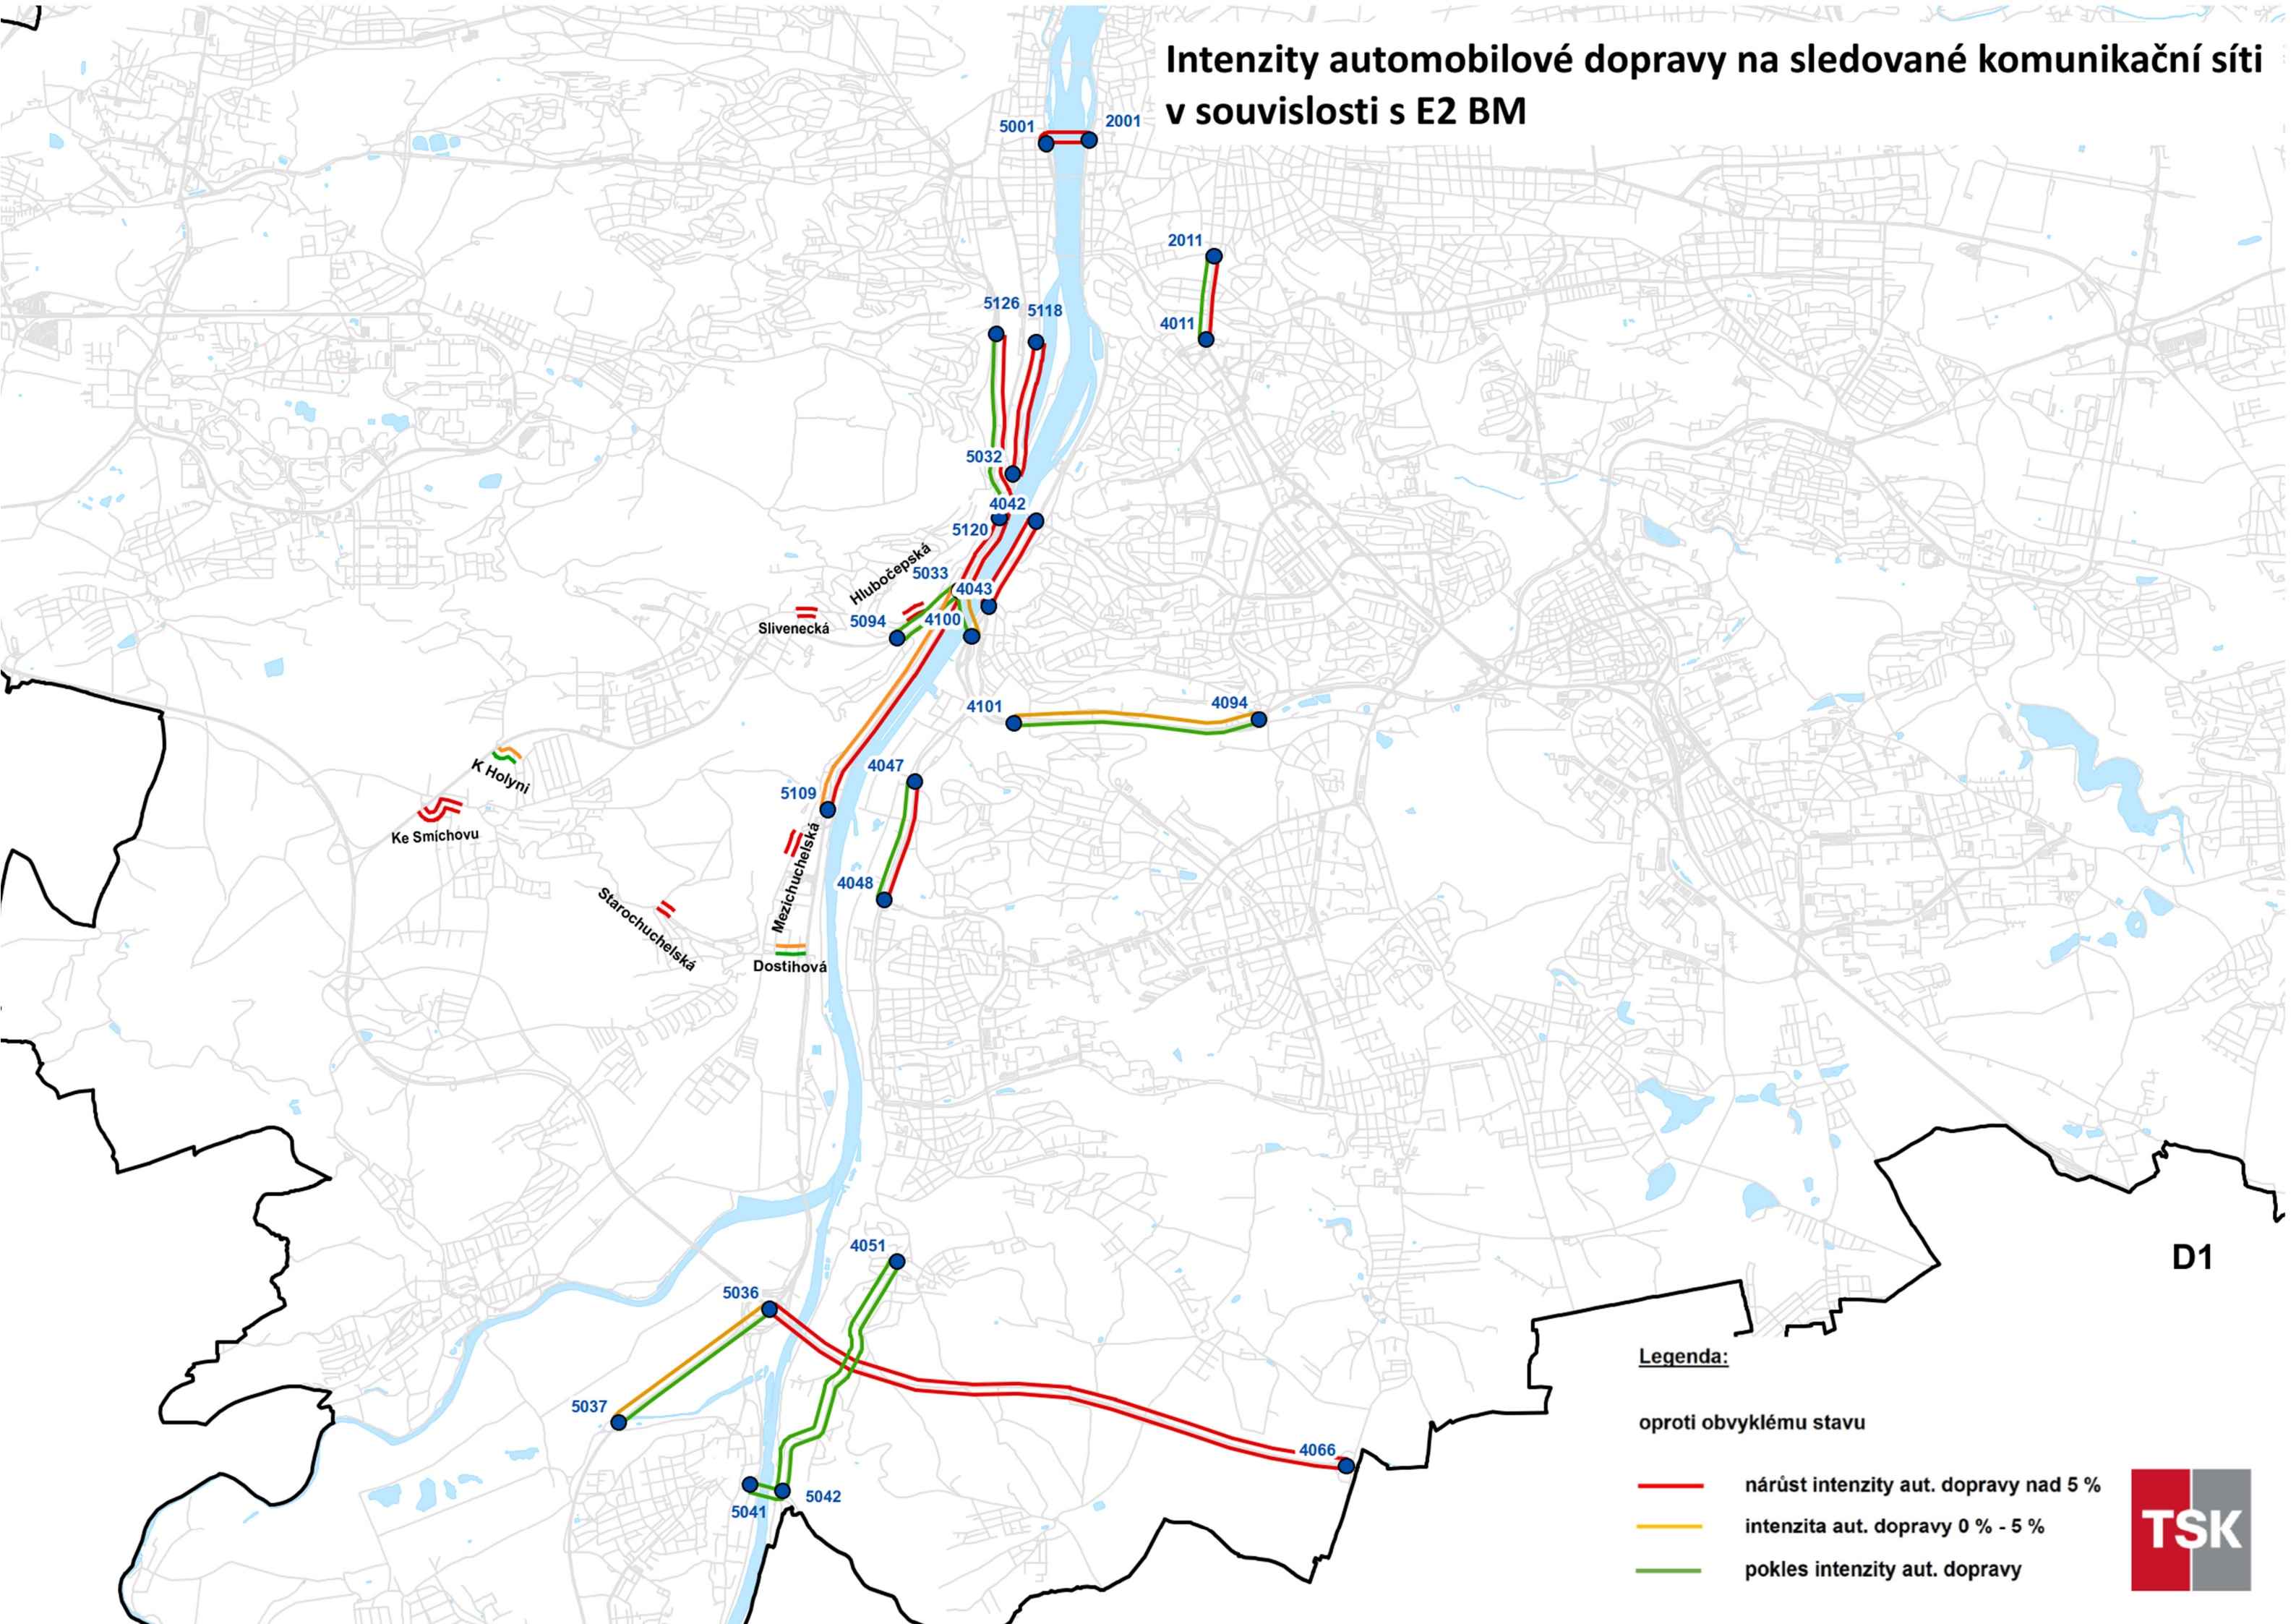 Intenzity automobilové dopravy na sledované komunikační síti
v souvislosti s E2 BM
5001
2001
2011
4011
5126
5118
5032
4042
5120
Hlubočepská
5033
4043
Slivenecká
5094
4100
4101
4094
K Holyni
4047
5109
Ke Smíchovu
Mezichuchelská
4048
Starochuchelská
Dostihová
4051
D1
5036
5037
4066
5041
5042
Legenda:
oproti obvyklému stavu
nárůst intenzity aut. dopravy nad 5 %
intenzita aut. dopravy 0 % - 5 %
pokles intenzity aut. dopravy
TSK